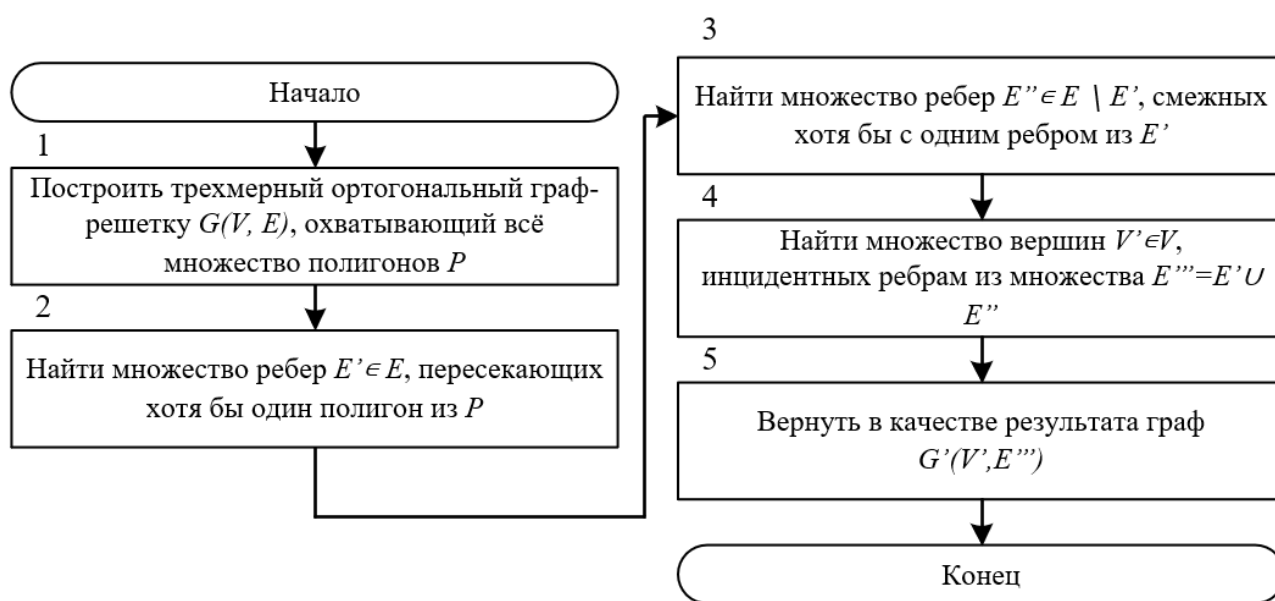 Начало
1
Построить трехмерный ортогональный граф-
решетку G(V, E), охватывающий всё
множество полигонов P
2
Найти множество ребер E’∈E, пересекающих
хотя бы один полигон из P
3
Найти множество ребер E’’∈E \ E’, смежных
хотя бы с одним ребром из E’
4
Найти множество вершин V’∈V,
инцидентных ребрам из множества E’’’=E’∪
E’’
5
Вернуть в качестве результата граф
G’(V’,E’’’)
Конец